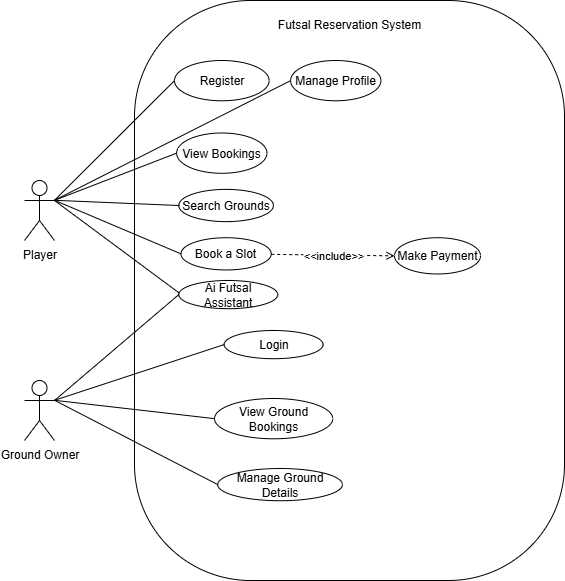 Futsal Reservation System
Register
Manage Profile
View Bookings
Search Grounds
Player
Book a Slot
<<include>>
Make Payment
Ai Futsal
Assistant
Login
View Ground
Bookings
Ground Owner
Manage Ground
Details